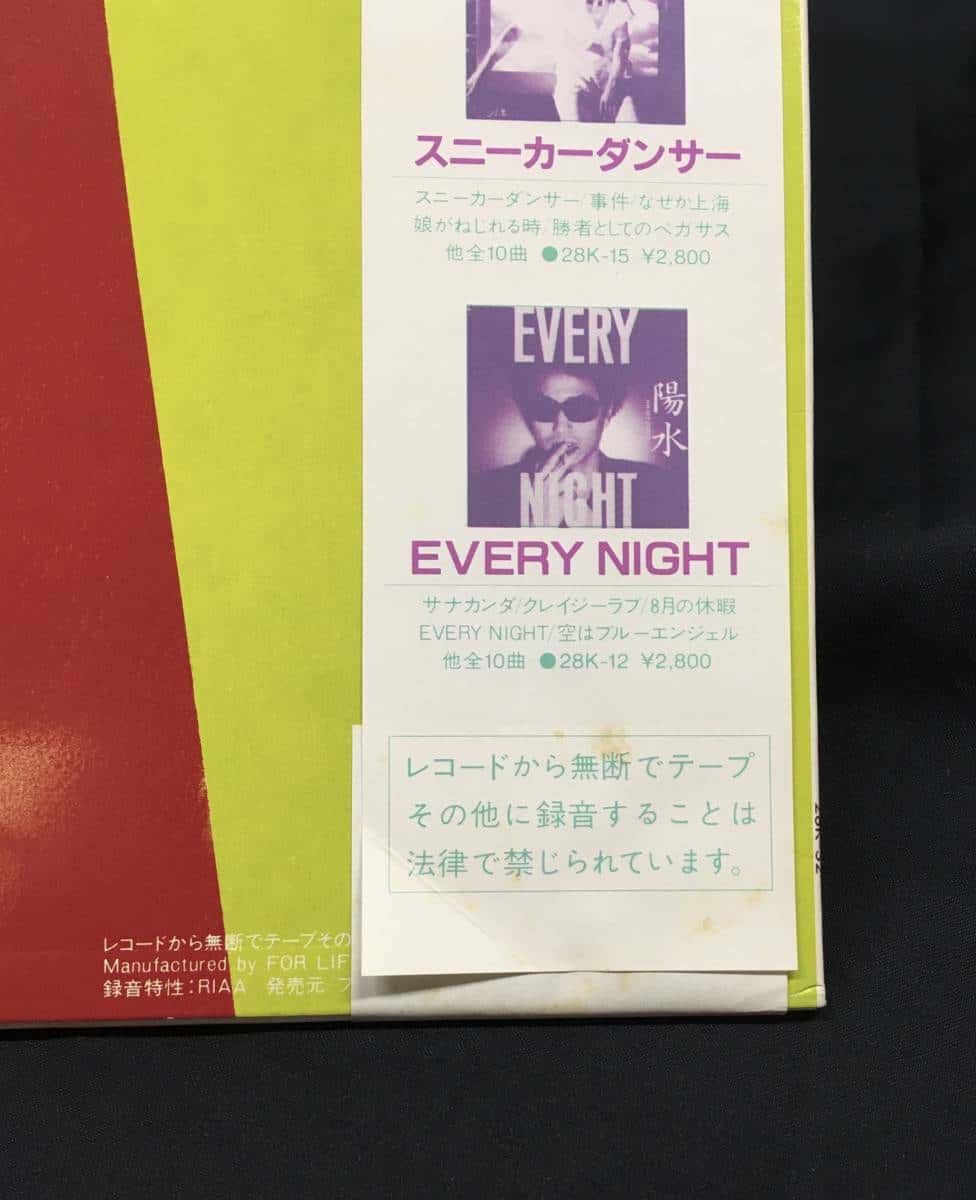 スニーカーダンサー
スニーカーダンサー/事件/なぜか上海
娘がねじれる時/勝者としてのペガサス
他全10曲 ●28K-15 ¥2,800
EVERY
陽水
NIGHT
EVERY NIGHT
サナカンダ/クレイジーラブ/8月の休暇
EVERY NIGHT/空はブルーエンジェル
他全10曲 ●28K-12 ¥2,800
レコードから無断でテープ
その他に録音することは
法律で禁じられています。
レコードから無断でテープその
Manufactured by FOR LIF
録音特性:RIAA 発売元 フ